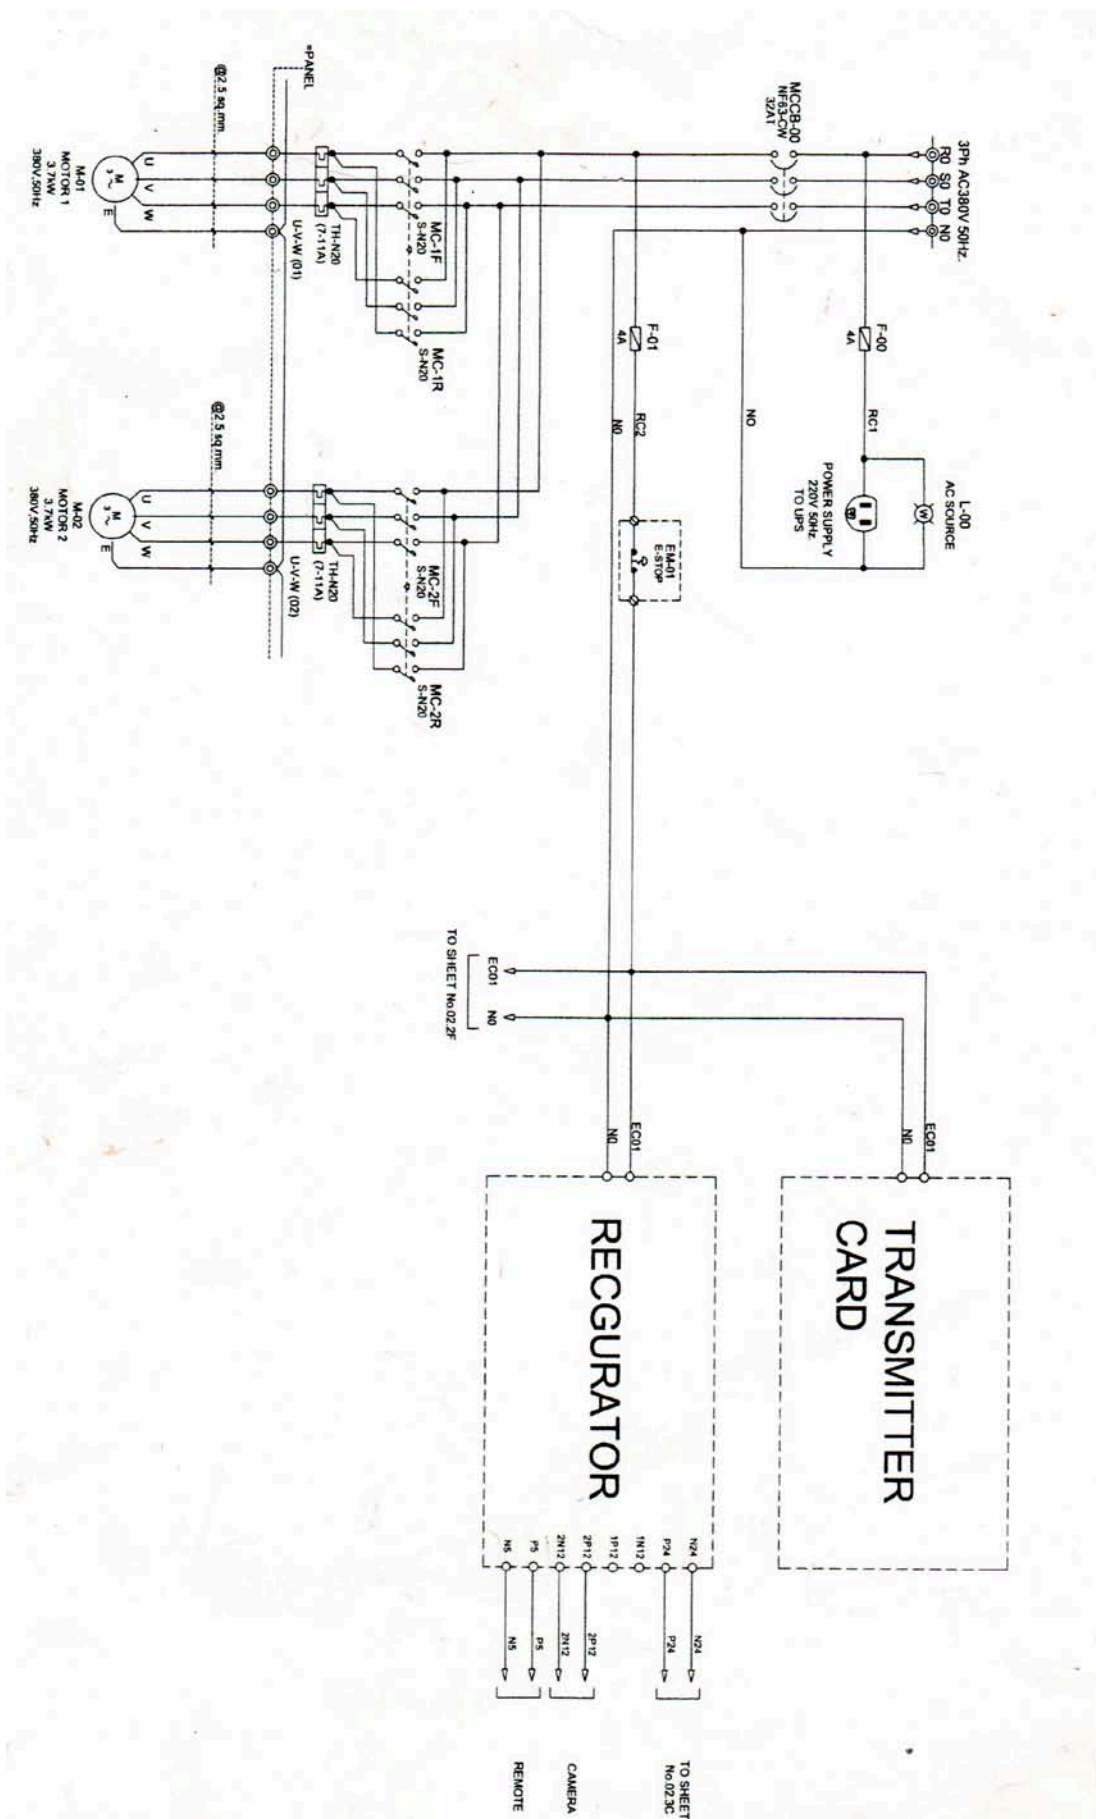 3Ph AC380V 50Hz.
R0
S0
T0
N0
MCCB-00
NF63-CW
32AT
F-00
4A
RC1
L-00
AC SOURCE
W
POWER SUPPLY
220V 50Hz.
TO UPS
NO
F-01
4A
RC2
N0
EM-01
E-STOP
MC-1F
S-N20
MC-1R
S-N20
MC-2F
S-N20
MC-2R
S-N20
TH-N20
(7-11A)
TH-N20
(7-11A)
*PANEL
U-V-W (01)
U-V-W (02)
@2.5 sq.mm.
@2.5 sq.mm.
U
V
W
E
M
3~
M-01
MOTOR 1
3.7kW
380V,50Hz
U
V
W
E
M
3~
M-02
MOTOR 2
3.7kW
380V,50Hz
EC01
N0
TO SHEET No.02.2F
EC01
N0
TRANSMITTER
CARD
EC01
N0
RECGURATOR
N24
P24
1N12
1P12
2P12
2N12
P5
N5
N24
P24
2P12
2N12
P5
N5
TO SHEET
No.02.3C
CAMERA
REMOTE